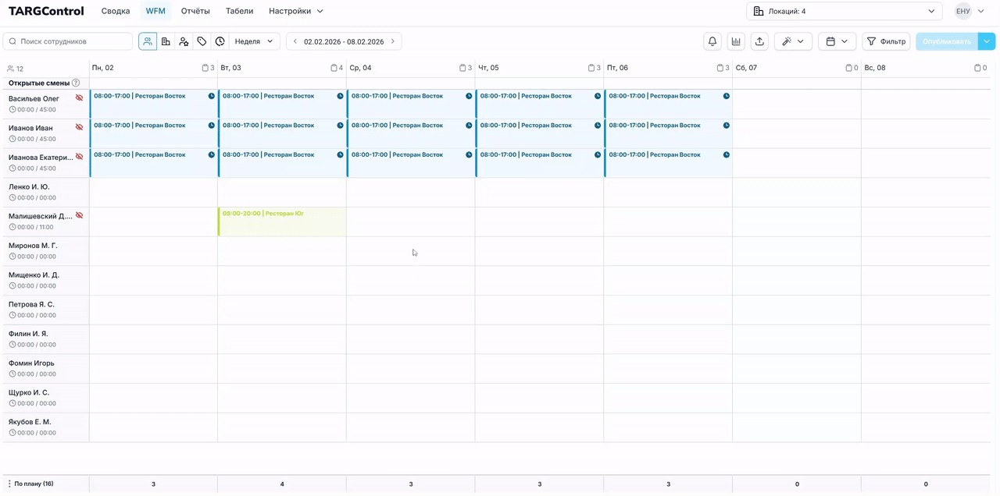 TARGControl Сводка WFM Отчёты Табели Настройки Локаций: 4 ЕНУ
Поиск сотрудников Неделя 02.02.2026 - 08.02.2026 Фильтр Опубликовать
12 Пн, 02 3 Вт, 03 4 Ср, 04 3 Чт, 05 3 Пт, 06 3 Сб, 07 0 Вс, 08 0
Открытые смены ?
Васильев Олег 08:00-17:00 | Ресторан Восток 08:00-17:00 | Ресторан Восток 08:00-17:00 | Ресторан Восток 08:00-17:00 | Ресторан Восток 08:00-17:00 | Ресторан Восток
00:00 / 45:00
Иванов Иван 08:00-17:00 | Ресторан Восток 08:00-17:00 | Ресторан Восток 08:00-17:00 | Ресторан Восток 08:00-17:00 | Ресторан Восток 08:00-17:00 | Ресторан Восток
00:00 / 45:00
Иванова Екатери... 08:00-17:00 | Ресторан Восток 08:00-17:00 | Ресторан Восток 08:00-17:00 | Ресторан Восток 08:00-17:00 | Ресторан Восток 08:00-17:00 | Ресторан Восток
00:00 / 45:00
Ленко И. Ю.
00:00 / 00:00
Малишевский Д.... 08:00-20:00 | Ресторан Юг
00:00 / 11:00
Миронов М. Г.
00:00 / 00:00
Мищенко И. Д.
00:00 / 00:00
Петрова Я. С.
00:00 / 00:00
Филин И. Я.
00:00 / 00:00
Фомин Игорь
00:00 / 00:00
Щурко И. С.
00:00 / 00:00
Якубов Е. М.
00:00 / 00:00
По плану (16) 3 4 3 3 3 0 0